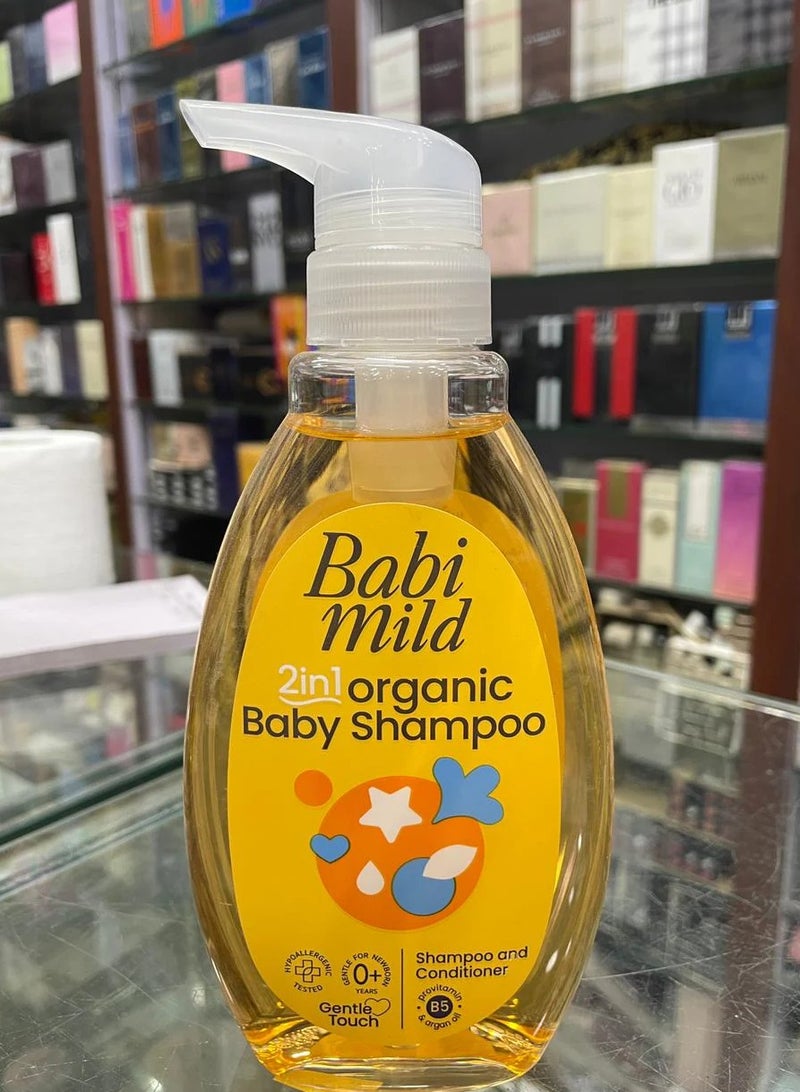 Babi
mild
2in1 organic
Baby Shampoo
HYPOALLERGENIC
TESTED
GENTLE FOR NEWBORN
0+
YEARS
Gentle
Touch
Shampoo and
Conditioner
provitamin
B5
& argan oil